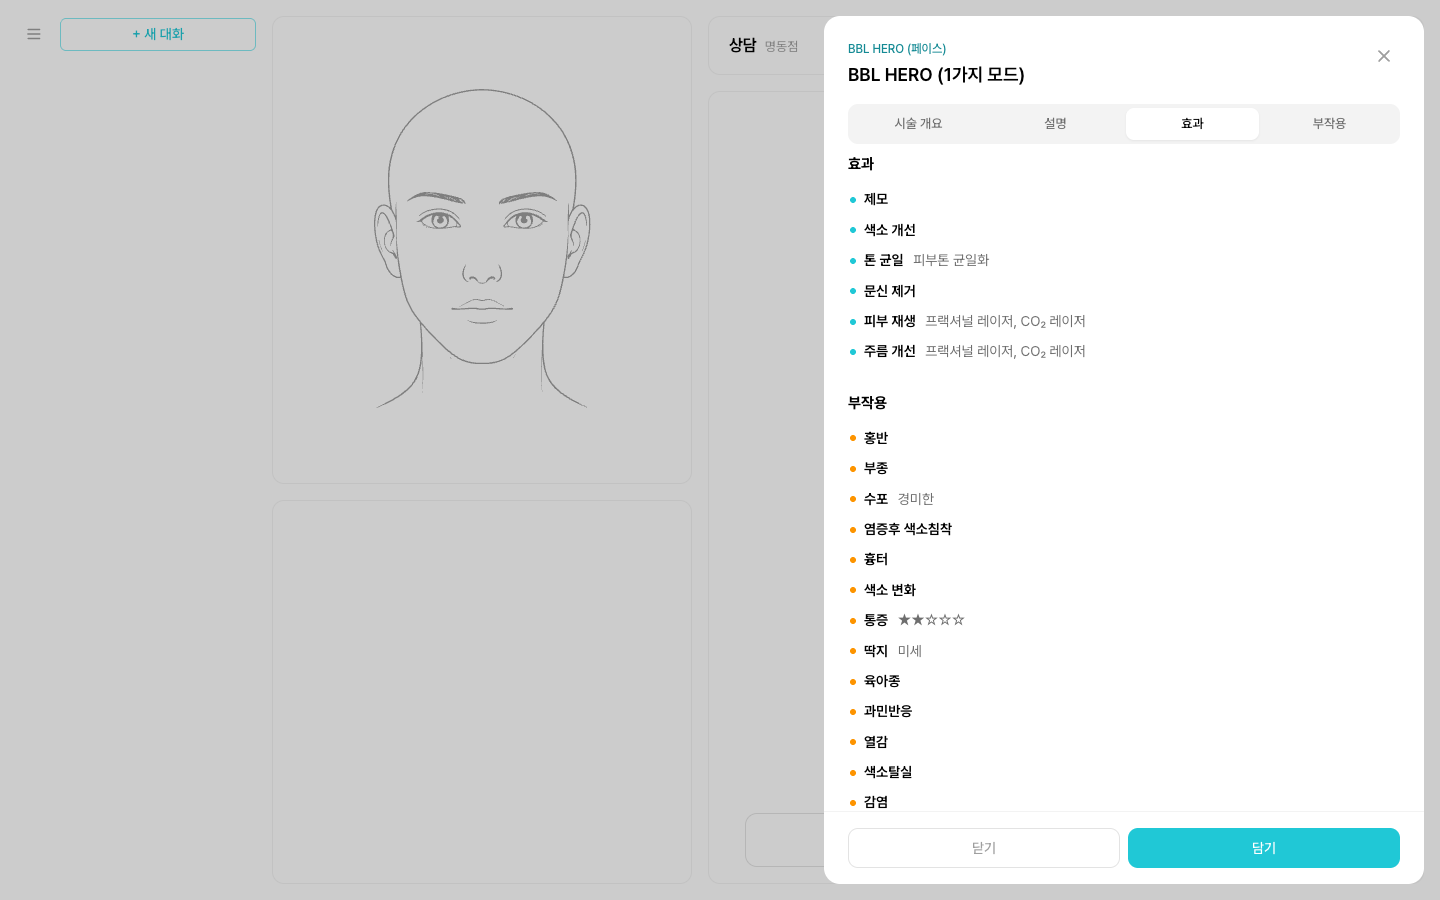 + 새 대화
상담 명동점
BBL HERO (페이스)
BBL HERO (1가지 모드)
시술 개요 설명 효과 부작용
효과
제모
색소 개선
톤 균일 피부톤 균일화
문신 제거
피부 재생 프랙셔널 레이저, CO₂ 레이저
주름 개선 프랙셔널 레이저, CO₂ 레이저
부작용
홍반
부종
수포 경미한
염증후 색소침착
흉터
색소 변화
통증 ★★☆☆☆
딱지 미세
육아종
과민반응
열감
색소탈실
감염
닫기 담기